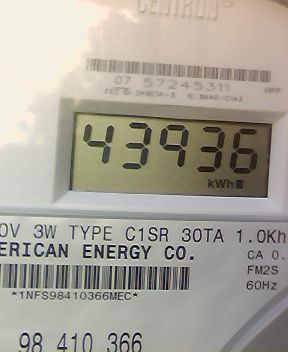 CENTRON®
07 57245311
43936
kWh
0V 3W TYPE C1SR 30TA 1.0Kh
ERICAN ENERGY CO.
CA 0.
FM2S
*1NFS98410366MEC*
60Hz
98 410 366